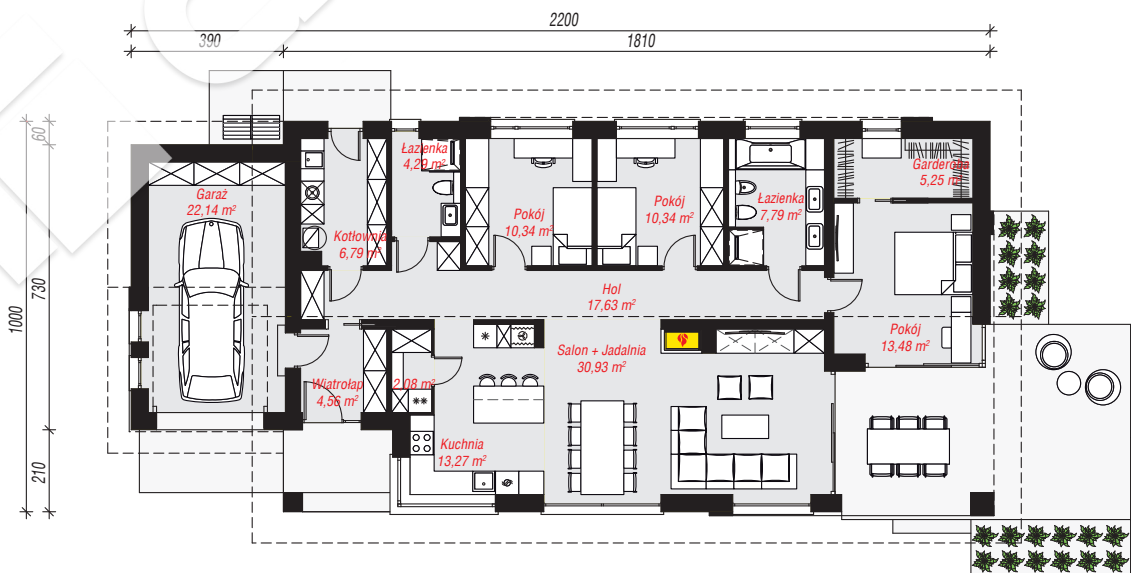 2200
390
1810
60
730
1000
210
Garaż
22,14 m²
Kotłownia
6,79 m²
Łazienka
4,29 m²
Pokój
10,34 m²
Pokój
10,34 m²
Łazienka
7,79 m²
Garderoba
5,25 m²
Hol
17,63 m²
Pokój
13,48 m²
Salon + Jadalnia
30,93 m²
Wiatrołap
4,56 m²
2,08 m²
Kuchnia
13,27 m²